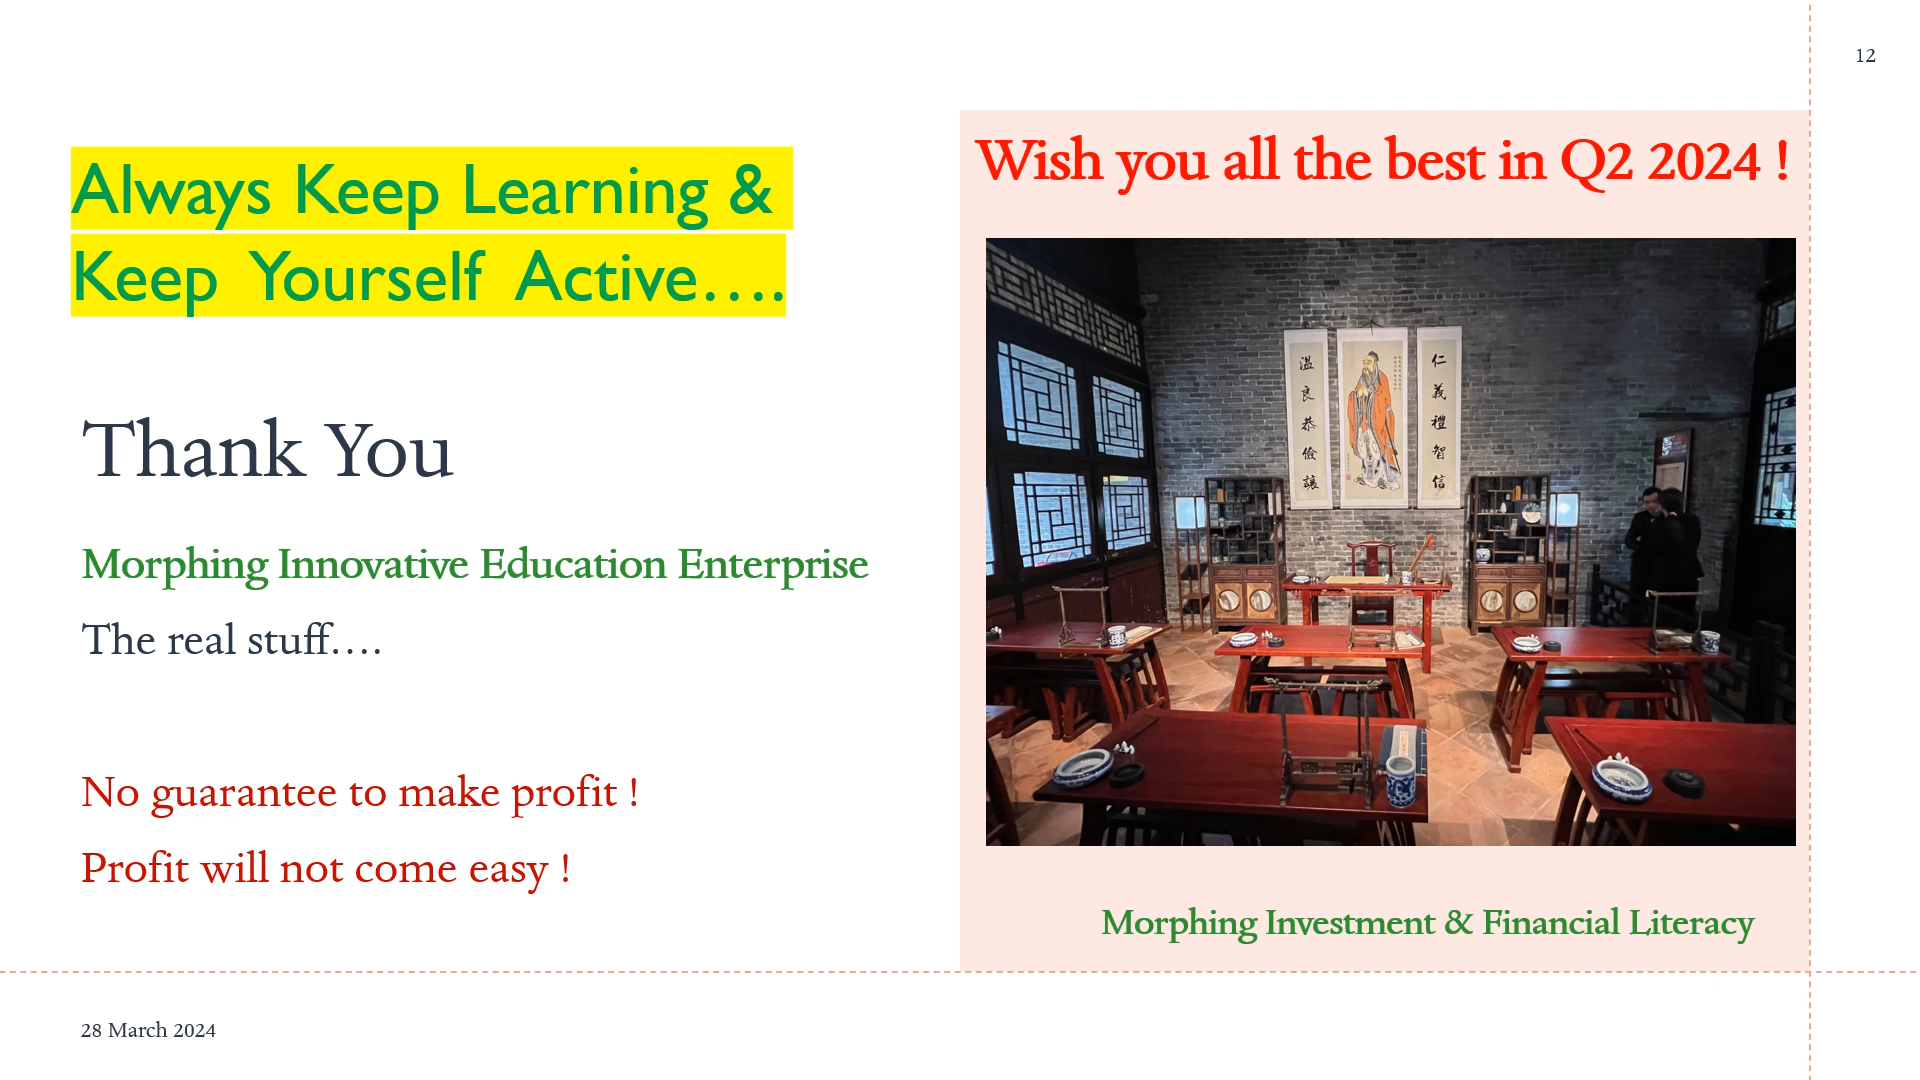 12
Always Keep Learning &
Keep Yourself Active....
Thank You
Morphing Innovative Education Enterprise
The real stuff....
No guarantee to make profit !
Profit will not come easy !
Wish you all the best in Q2 2024 !
仁義禮智信
溫良恭儉讓
Morphing Investment & Financial Literacy
28 March 2024